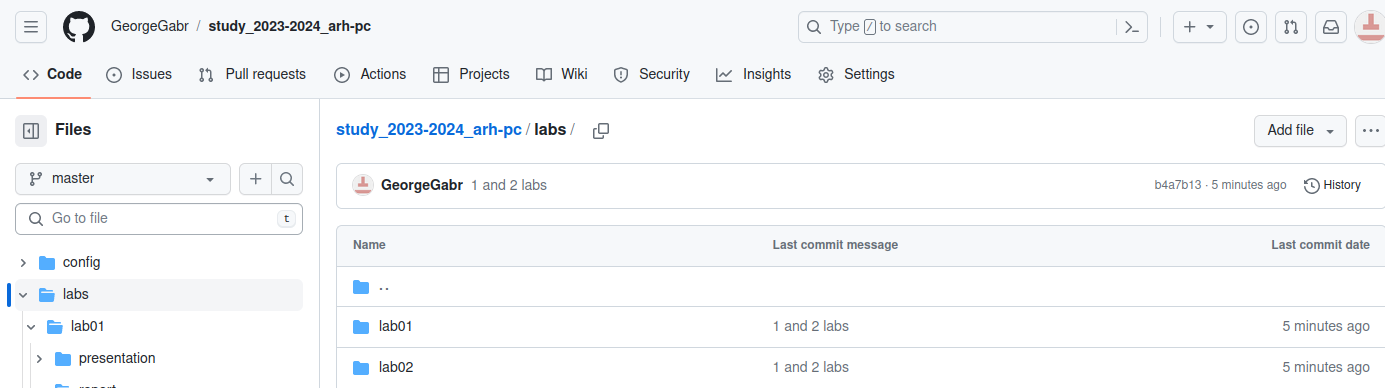 GeorgeGabr / study_2023-2024_arh-pc
Type / to search
Code Issues Pull requests Actions Projects Wiki Security Insights Settings
Files
master
Go to file t
config
labs
lab01
presentation
report
study_2023-2024_arh-pc / labs /
Add file
GeorgeGabr 1 and 2 labs b4a7b13 · 5 minutes ago History
Name Last commit message Last commit date
..
lab01 1 and 2 labs 5 minutes ago
lab02 1 and 2 labs 5 minutes ago